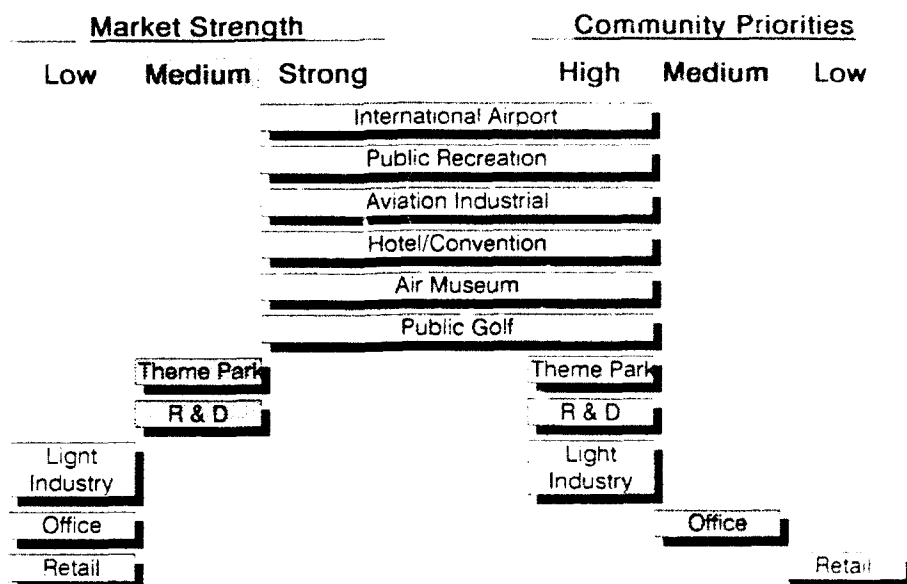 Market Strength Community Priorities
Low Medium Strong High Medium Low
International Airport
Public Recreation
Aviation Industrial
Hotel/Convention
Air Museum
Public Golf
Theme Park Theme Park
R & D R & D
Light Light
Industry Industry
Office Office
Retail Retail